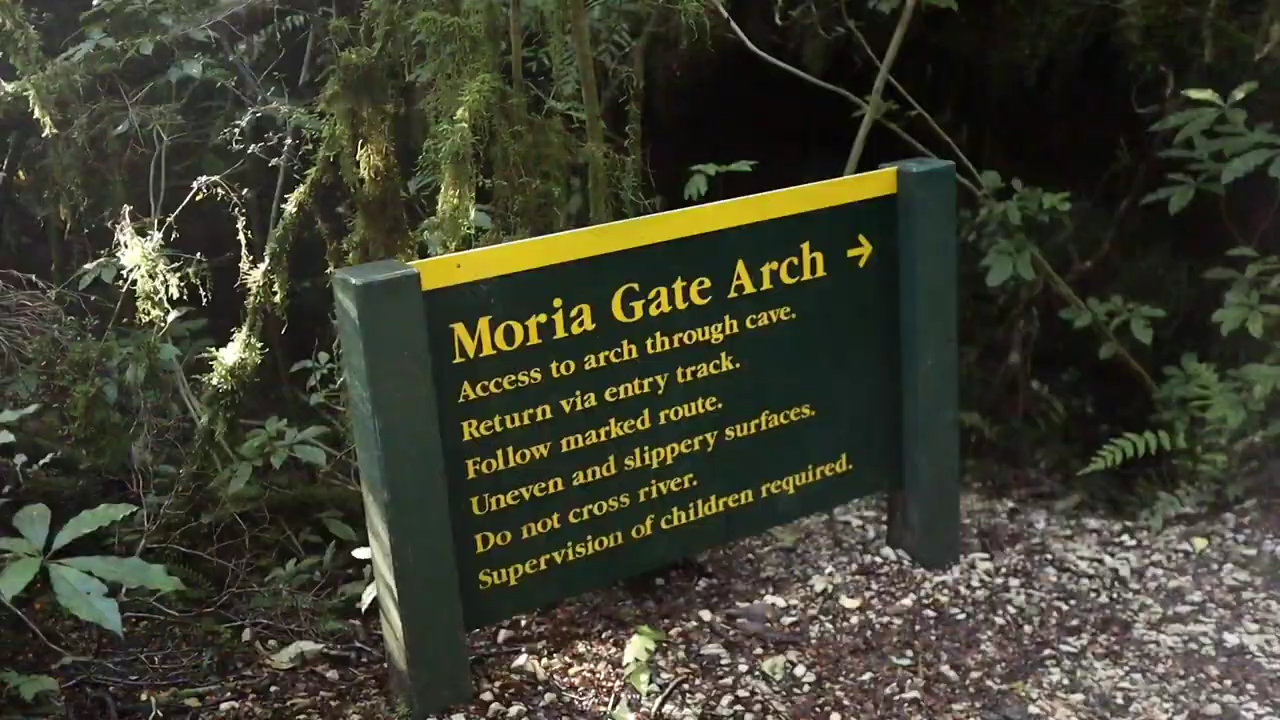 Moria Gate Arch →
Access to arch through cave.
Return via entry track.
Follow marked route.
Uneven and slippery surfaces.
Do not cross river.
Supervision of children required.